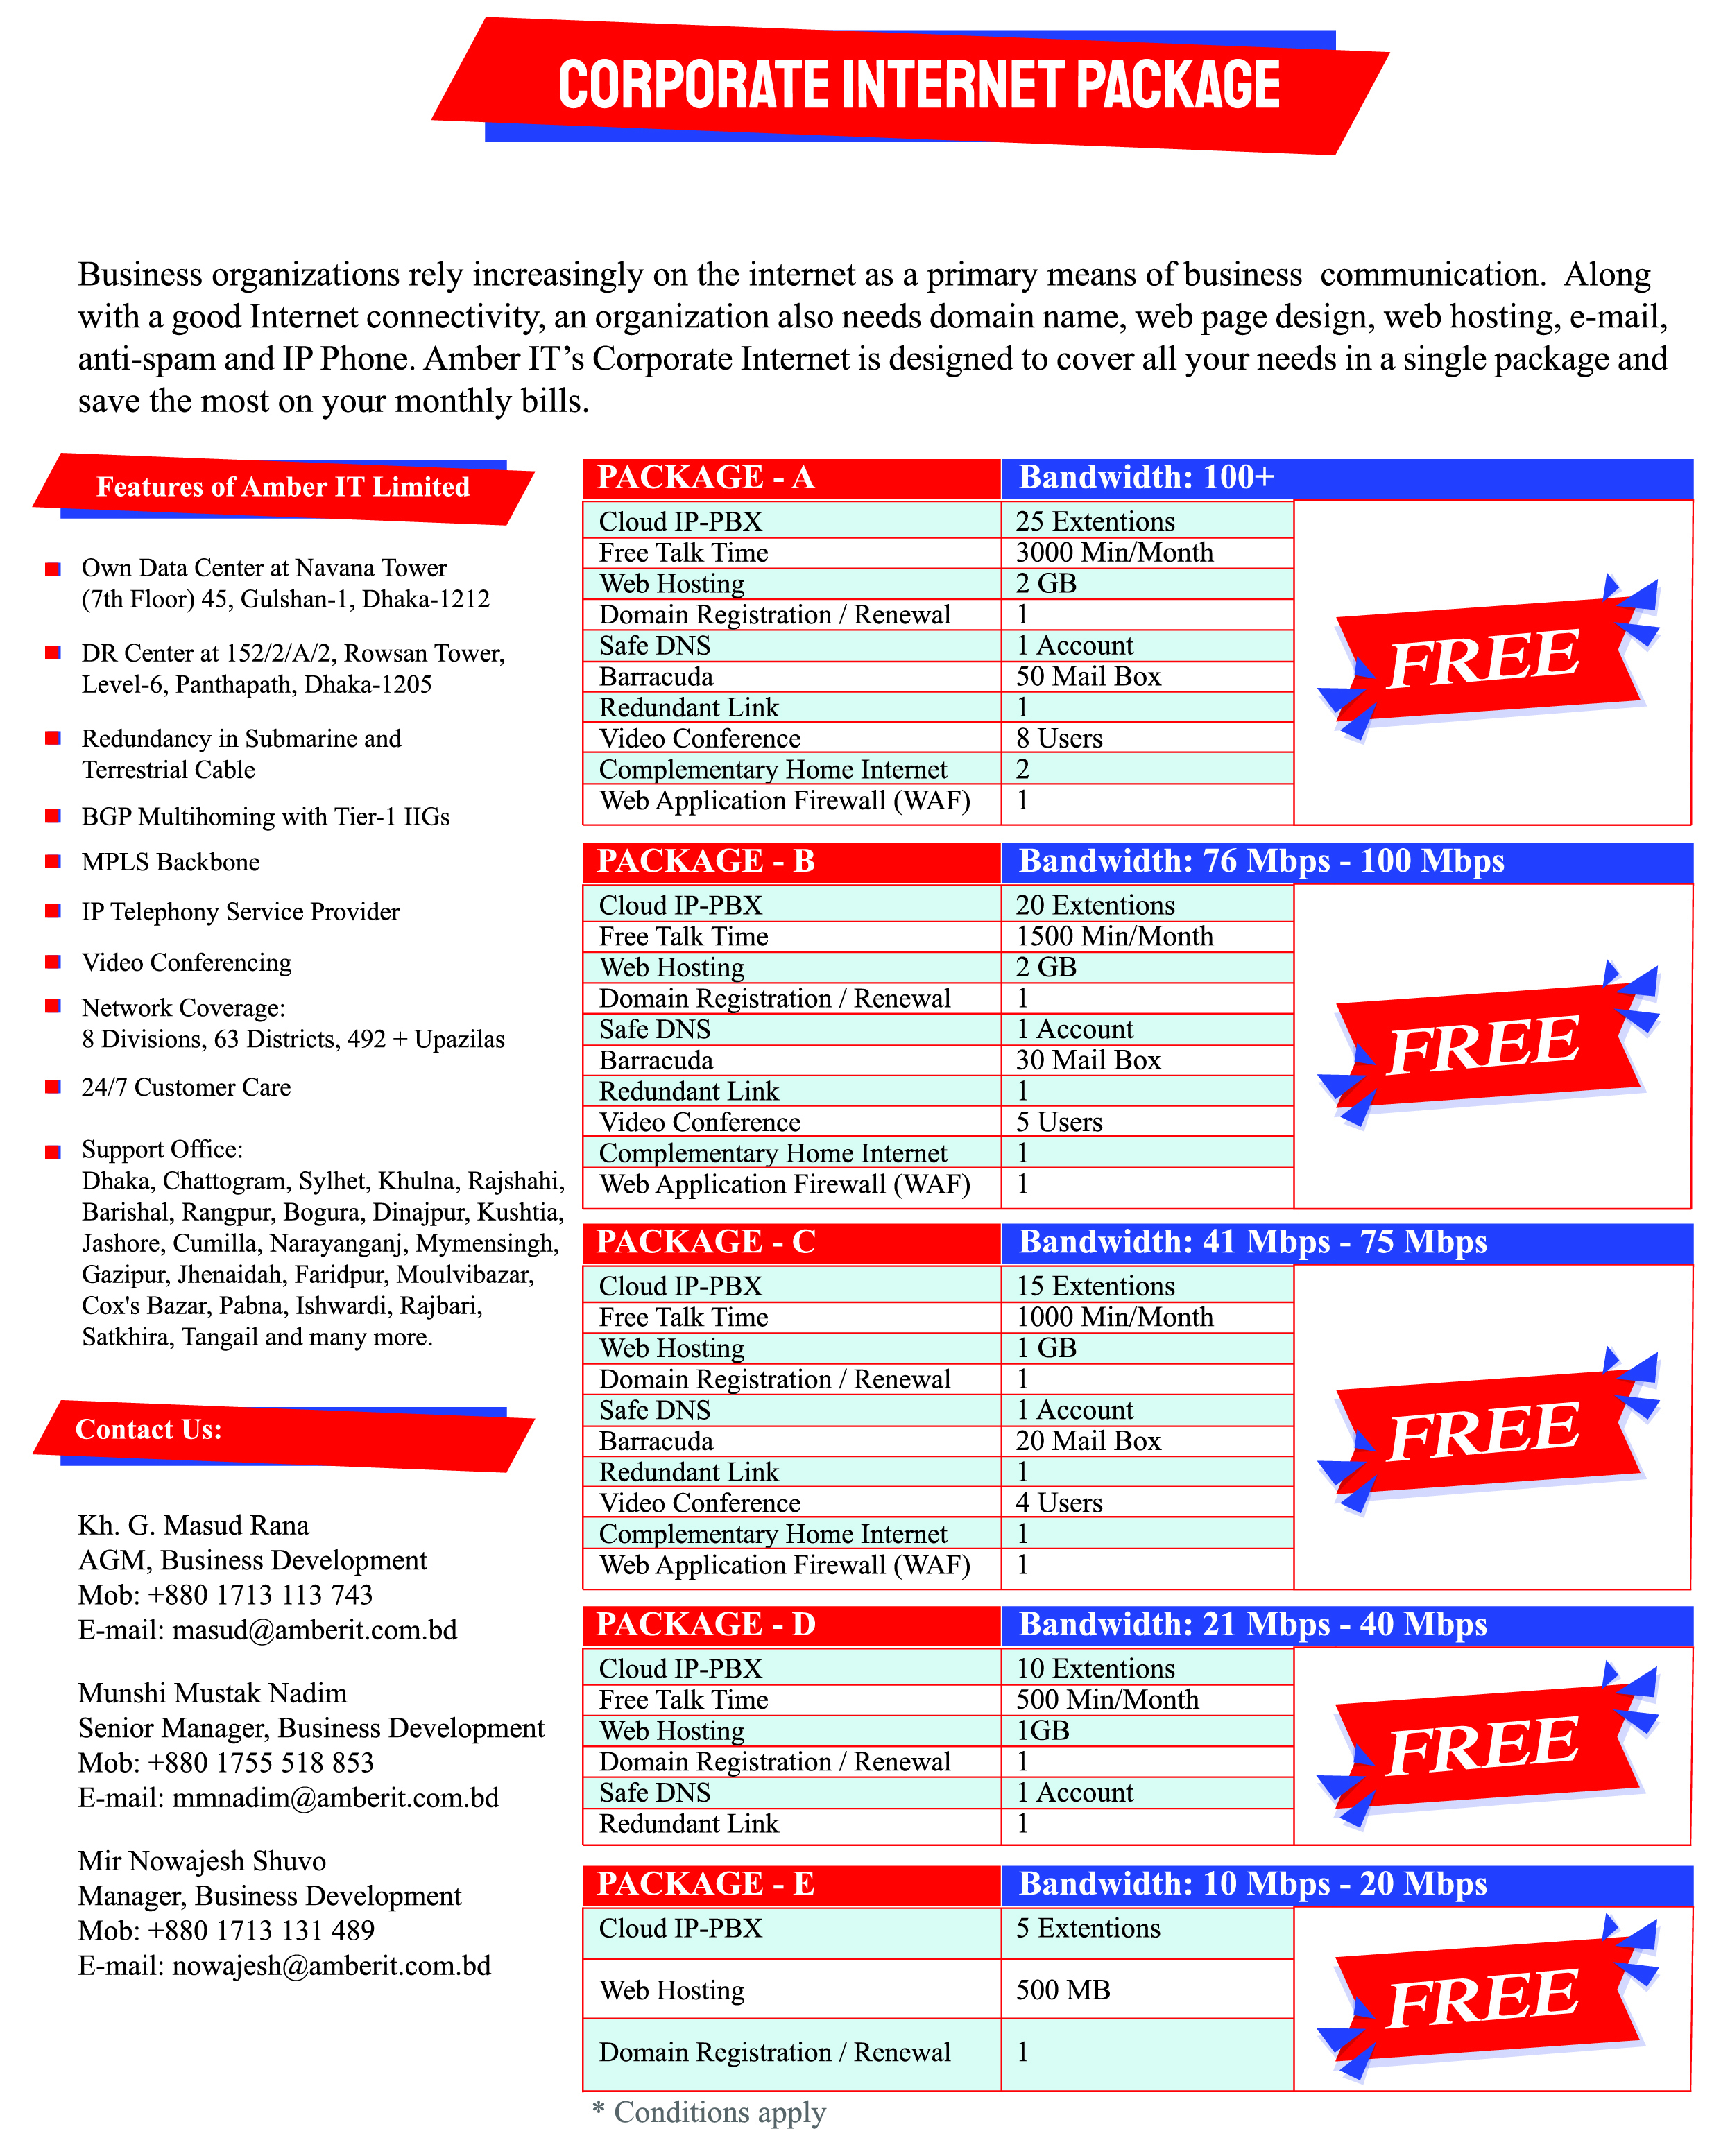 CORPORATE INTERNET PACKAGE
Business organizations rely increasingly on the internet as a primary means of business communication. Along
with a good Internet connectivity, an organization also needs domain name, web page design, web hosting, e-mail,
anti-spam and IP Phone. Amber IT’s Corporate Internet is designed to cover all your needs in a single package and
save the most on your monthly bills.
Features of Amber IT Limited
Own Data Center at Navana Tower
(7th Floor) 45, Gulshan-1, Dhaka-1212
DR Center at 152/2/A/2, Rowsan Tower,
Level-6, Panthapath, Dhaka-1205
Redundancy in Submarine and
Terrestrial Cable
BGP Multihoming with Tier-1 IIGs
MPLS Backbone
IP Telephony Service Provider
Video Conferencing
Network Coverage:
8 Divisions, 63 Districts, 492 + Upazilas
24/7 Customer Care
Support Office:
Dhaka, Chattogram, Sylhet, Khulna, Rajshahi,
Barishal, Rangpur, Bogura, Dinajpur, Kushtia,
Jashore, Cumilla, Narayanganj, Mymensingh,
Gazipur, Jhenaidah, Faridpur, Moulvibazar,
Cox's Bazar, Pabna, Ishwardi, Rajbari,
Satkhira, Tangail and many more.
Contact Us:
Kh. G. Masud Rana
AGM, Business Development
Mob: +880 1713 113 743
E-mail: masud@amberit.com.bd
Munshi Mustak Nadim
Senior Manager, Business Development
Mob: +880 1755 518 853
E-mail: mmnadim@amberit.com.bd
Mir Nowajesh Shuvo
Manager, Business Development
Mob: +880 1713 131 489
E-mail: nowajesh@amberit.com.bd
PACKAGE - A Bandwidth: 100+
Cloud IP-PBX 25 Extentions
Free Talk Time 3000 Min/Month
Web Hosting 2 GB
Domain Registration / Renewal 1
Safe DNS 1 Account
Barracuda 50 Mail Box
Redundant Link 1
Video Conference 8 Users
Complementary Home Internet 2
Web Application Firewall (WAF) 1
FREE
PACKAGE - B Bandwidth: 76 Mbps - 100 Mbps
Cloud IP-PBX 20 Extentions
Free Talk Time 1500 Min/Month
Web Hosting 2 GB
Domain Registration / Renewal 1
Safe DNS 1 Account
Barracuda 30 Mail Box
Redundant Link 1
Video Conference 5 Users
Complementary Home Internet 1
Web Application Firewall (WAF) 1
FREE
PACKAGE - C Bandwidth: 41 Mbps - 75 Mbps
Cloud IP-PBX 15 Extentions
Free Talk Time 1000 Min/Month
Web Hosting 1 GB
Domain Registration / Renewal 1
Safe DNS 1 Account
Barracuda 20 Mail Box
Redundant Link 1
Video Conference 4 Users
Complementary Home Internet 1
Web Application Firewall (WAF) 1
FREE
PACKAGE - D Bandwidth: 21 Mbps - 40 Mbps
Cloud IP-PBX 10 Extentions
Free Talk Time 500 Min/Month
Web Hosting 1GB
Domain Registration / Renewal 1
Safe DNS 1 Account
Redundant Link 1
FREE
PACKAGE - E Bandwidth: 10 Mbps - 20 Mbps
Cloud IP-PBX 5 Extentions
Web Hosting 500 MB
Domain Registration / Renewal 1
FREE
* Conditions apply